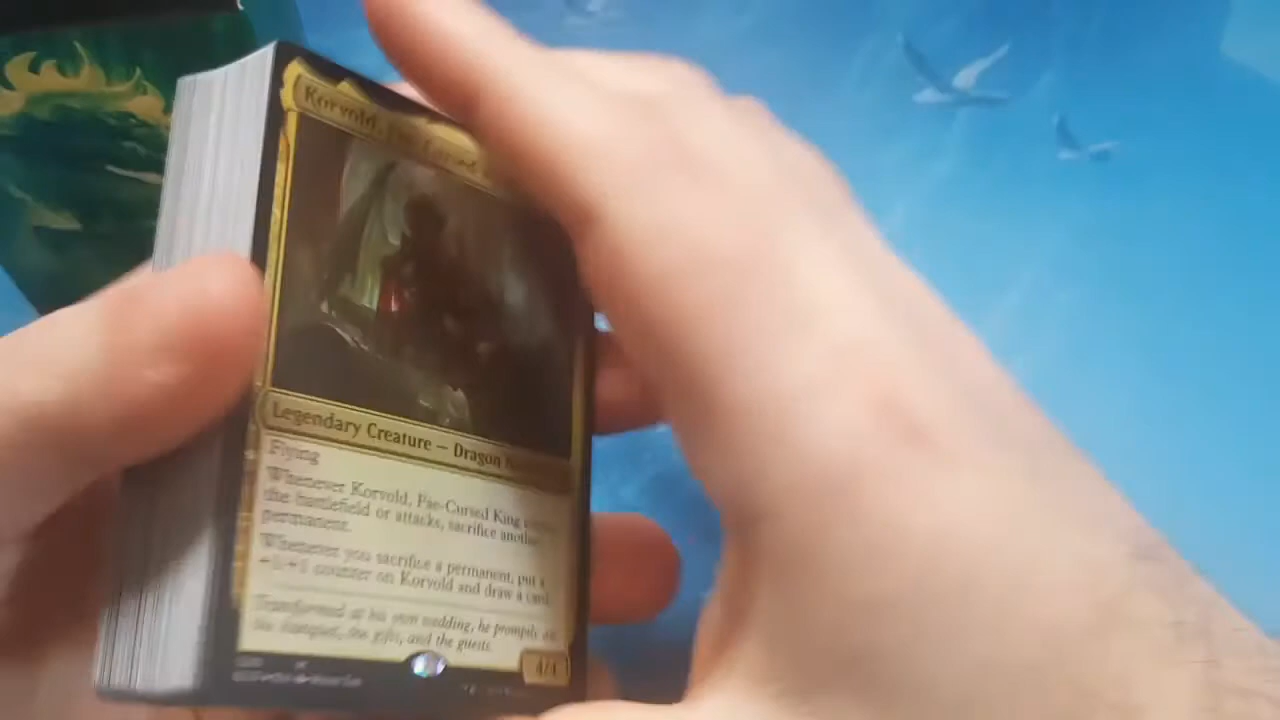 Korvold, Fae-Cursed
Legendary Creature — Dragon
Flying
Whenever Korvold, Fae-Cursed King
the battlefield or attacks, sacrifice another
permanent.
Whenever you sacrifice a permanent, put a
+1/+1 counter on Korvold and draw a card.
Transformed at his own wedding, he promptly ate
the banquet, the gifts, and the guests.
4/4